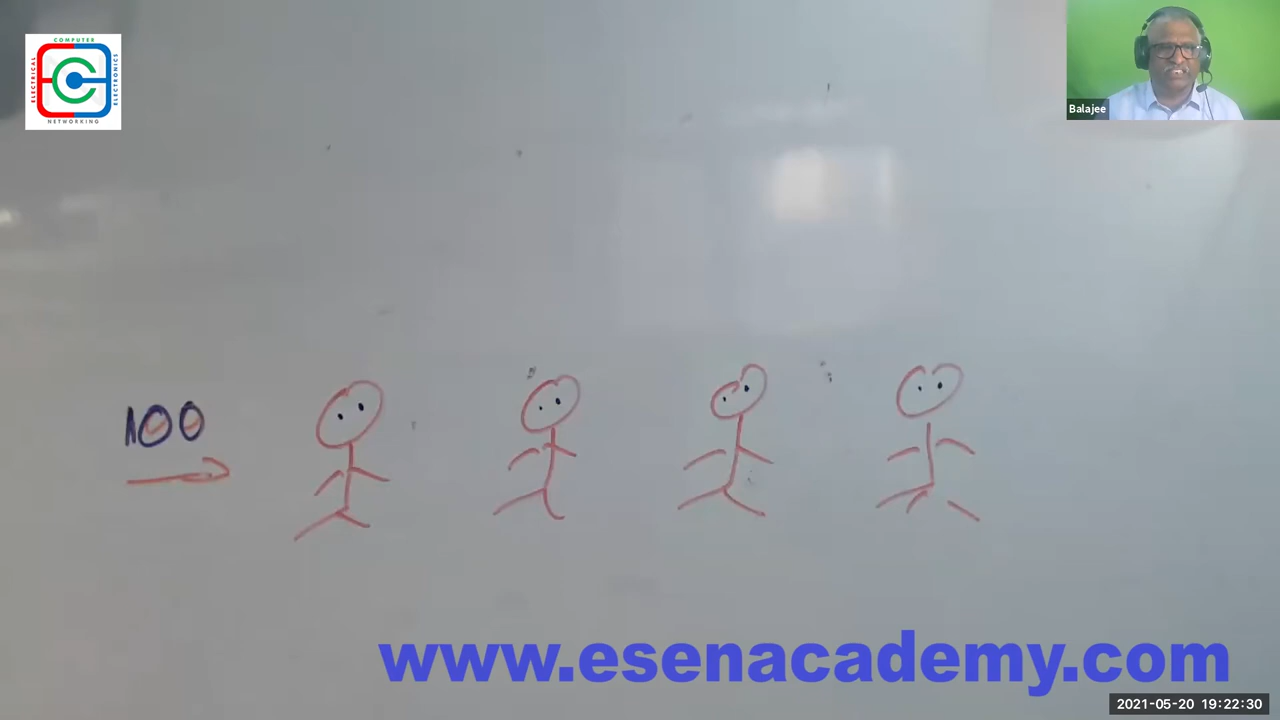 COMPUTER
ELECTRICAL
ELECTRONICS
NETWORKING
Balajee
100
www.esenacademy.com
2021-05-20 19:22:30